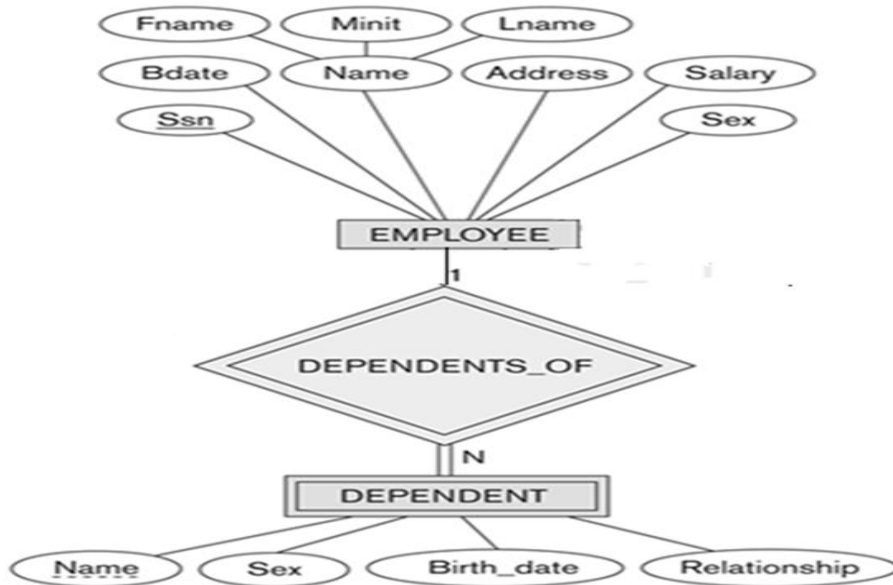 Fname Minit Lname
Bdate Name Address Salary
Ssn Sex
EMPLOYEE
1
DEPENDENTS_OF
N
DEPENDENT
Name Sex Birth_date Relationship